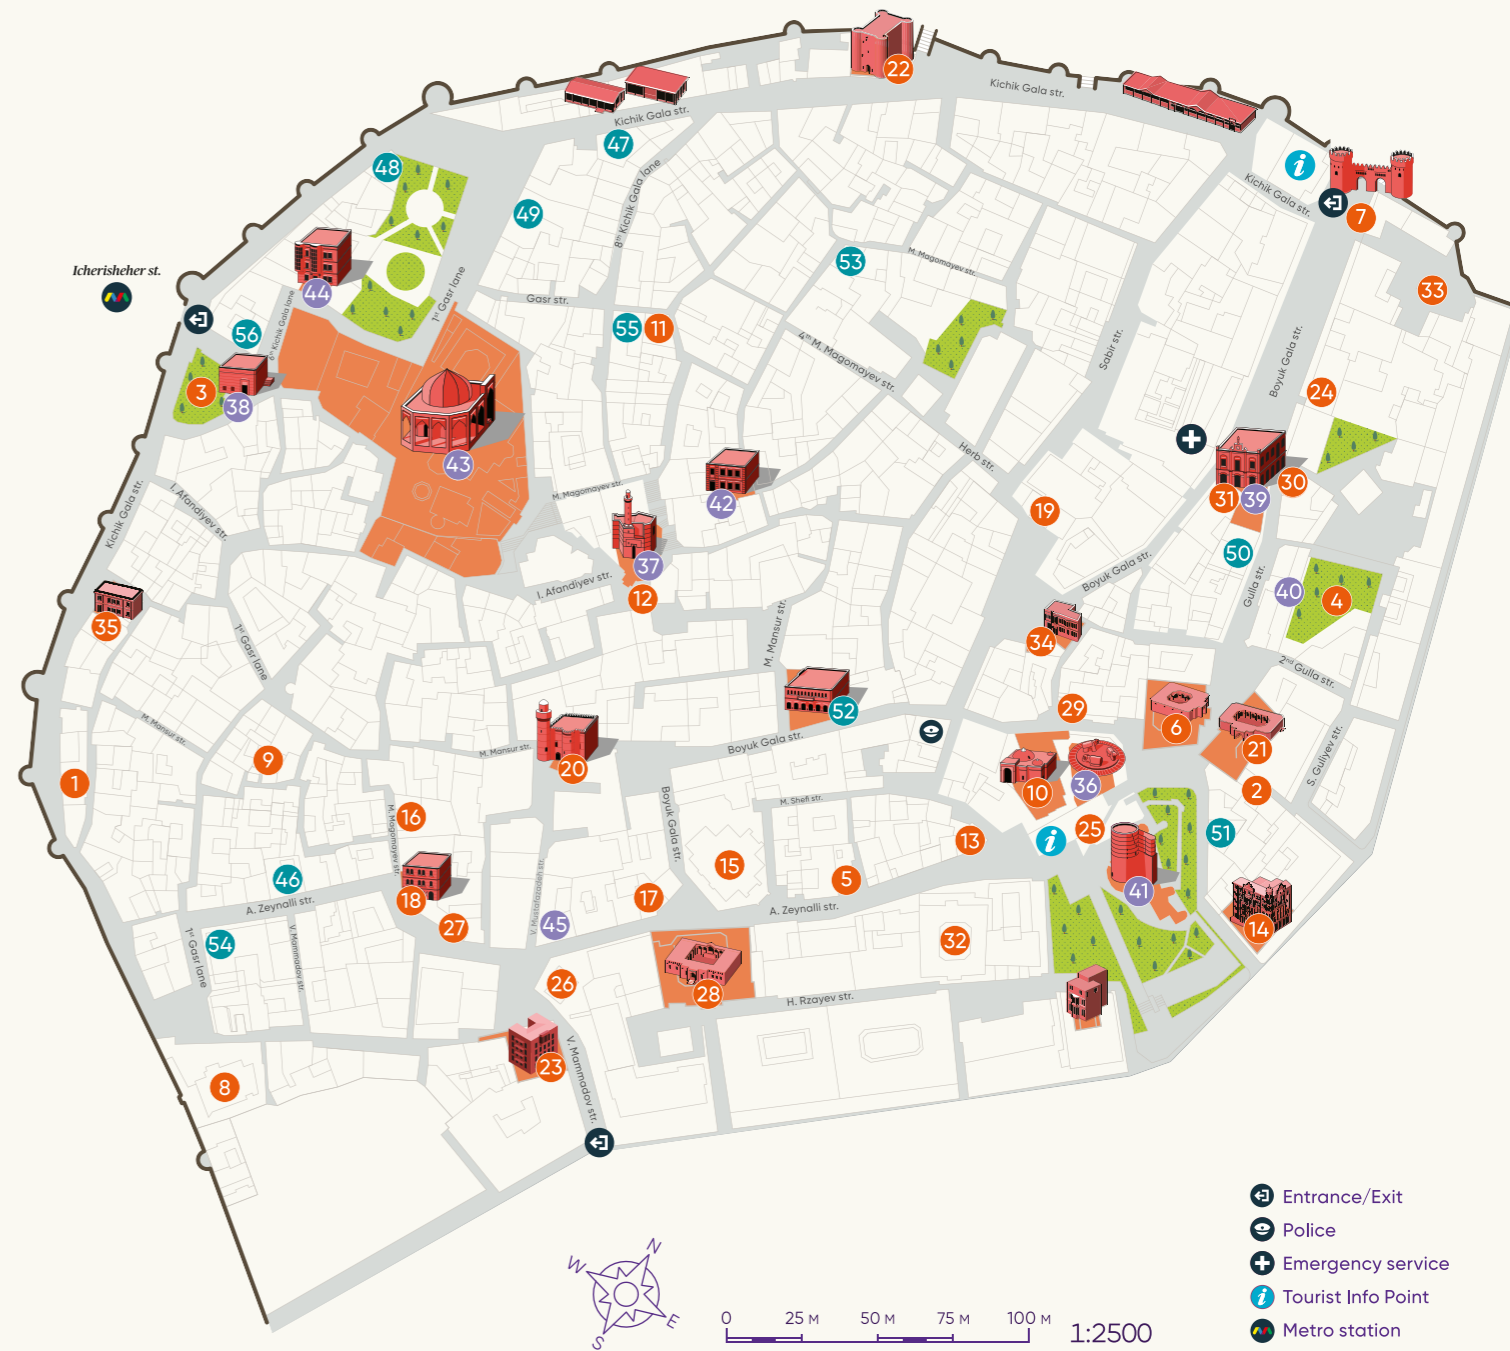 22
Kichik Gala str.
Kichik Gala str.
47
48
8th Kichik Gala lane
i
Kichik Gala str.
7
49
53
M. Magomayev str.
Icherisheher st.
44
1st Gasr lane
Gasr str.
33
56
6th Kichik Gala lane
55
11
4th M. Magomayev str.
Sabir str.
Boyuk Gala str.
3
38
24
43
42
Herb str.
31
39
30
Kichik Gala str.
I. Afandiyev str.
M. Magomayev str.
19
50
37
I. Afandiyev str.
12
Boyuk Gala str.
Gulla str.
40
4
35
1st Gasr lane
M. Mansur str.
34
2nd Gulla str.
52
29
6
21
M. Mansur str.
M. Mansur str.
20
Boyuk Gala str.
S. Guliyev str.
9
1
10
36
2
16
M. Magomayev str.
Boyuk Gala str.
M. Shefi str.
13
i
25
51
46
18
V. Mustafazadeh str.
15
5
41
A. Zeynalli str.
17
A. Zeynalli str.
14
54
1st Gasr lane
V. Mammadov str.
27
45
32
26
28
H. Rzayev str.
23
V. Mammadov str.
8
Entrance/Exit
Police
Emergency service
i Tourist Info Point
Metro station
N
W
E
S
0 25 M 50 M 75 M 100 M
1:2500